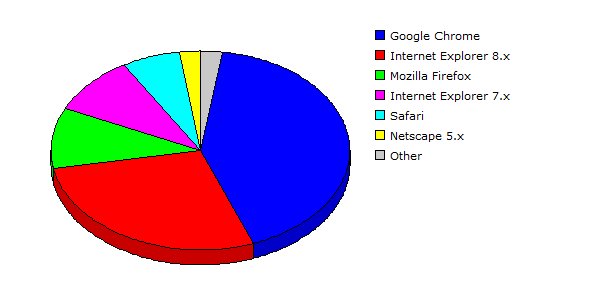 Google Chrome
Internet Explorer 8.x
Mozilla Firefox
Internet Explorer 7.x
Safari
Netscape 5.x
Other